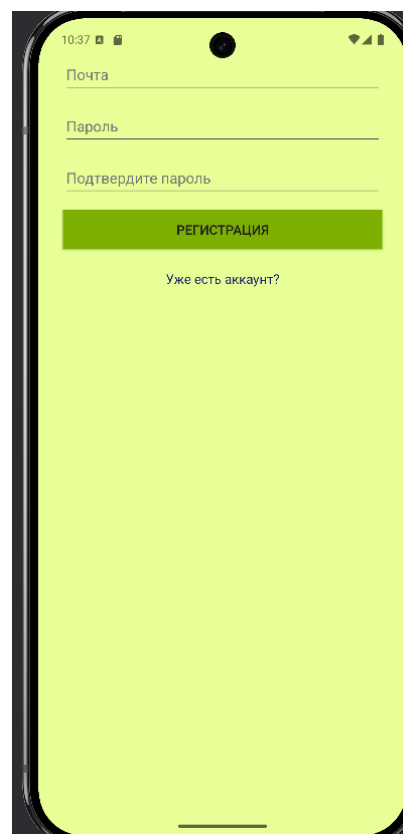 10:37
Почта
Пароль
Подтвердите пароль
РЕГИСТРАЦИЯ
Уже есть аккаунт?